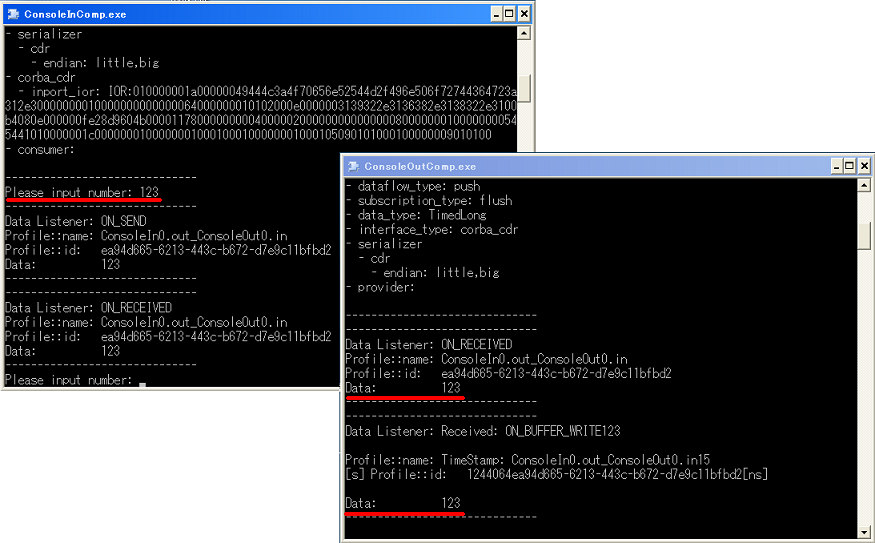 ConsoleInComp.exe
- serializer
- cdr
- endian: little,big
- corba_cdr
- inport_ior: IOR:010000001a00000049444c3a4f70656e52544d2f496e506f72744364723a
312e30000000010000000000000064000000010102000e0000003139322e3136382e3138322e3100
- consumer:
------------------------------
Please input number: 123
------------------------------
Data Listener: ON_SEND
Profile::name: ConsoleIn0.out_ConsoleOut0.in
Profile::id: ea94d665-6213-443c-b672-d7e9c11bfbd2
Data: 123
------------------------------
------------------------------
Data Listener: ON_RECEIVED
Profile::name: ConsoleIn0.out_ConsoleOut0.in
Profile::id: ea94d665-6213-443c-b672-d7e9c11bfbd2
Data: 123
------------------------------
Please input number: _
ConsoleOutComp.exe
- dataflow_type: push
- subscription_type: flush
- data_type: TimedLong
- interface_type: corba_cdr
- serializer
- cdr
- endian: little,big
- provider:
------------------------------
------------------------------
Data Listener: ON_RECEIVED
Profile::name: ConsoleIn0.out_ConsoleOut0.in
Profile::id: ea94d665-6213-443c-b672-d7e9c11bfbd2
Data: 123
------------------------------
------------------------------
Data Listener: Received: ON_BUFFER_WRITE123
Profile::name: TimeStamp: ConsoleIn0.out_ConsoleOut0.in15
[s] Profile::id: 1244064ea94d665-6213-443c-b672-d7e9c11bfbd2[ns]
Data: 123
------------------------------